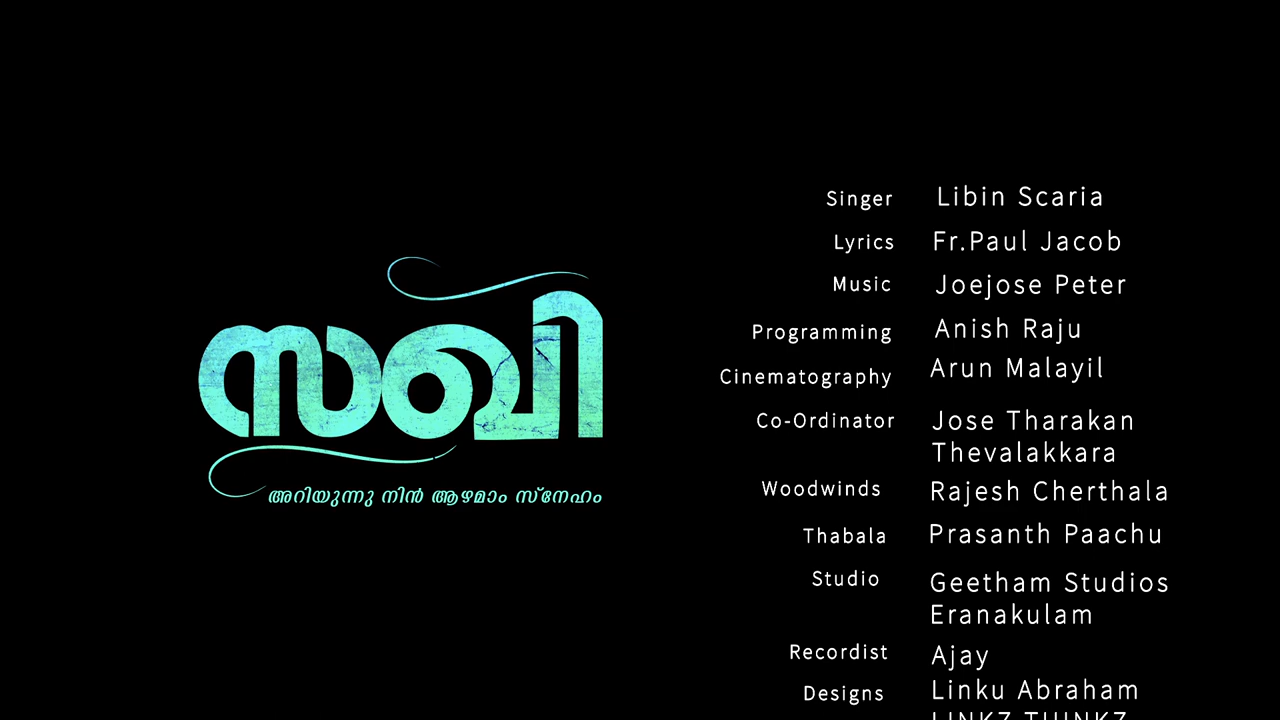 സഖി
അറിയുന്നു നിൻ ആഴമാം സ്നേഹം
Singer Libin Scaria
Lyrics Fr.Paul Jacob
Music Joejose Peter
Programming Anish Raju
Cinematography Arun Malayil
Co-Ordinator Jose Tharakan
Thevalakkara
Woodwinds Rajesh Cherthala
Thabala Prasanth Paachu
Studio Geetham Studios
Eranakulam
Recordist Ajay
Designs Linku Abraham
LINKZ THINKZ